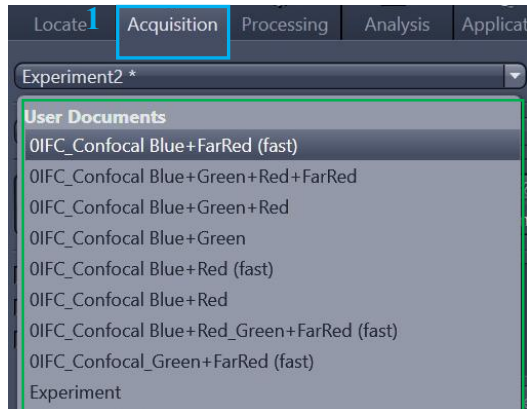 Locate 1 Acquisition Processing Analysis Applicat
Experiment2 *
User Documents
0IFC_Confocal Blue+FarRed (fast)
0IFC_Confocal Blue+Green+Red+FarRed
0IFC_Confocal Blue+Green+Red
0IFC_Confocal Blue+Green
0IFC_Confocal Blue+Red (fast)
0IFC_Confocal Blue+Red
0IFC_Confocal Blue+Red_Green+FarRed (fast)
0IFC_Confocal_Green+FarRed (fast)
Experiment